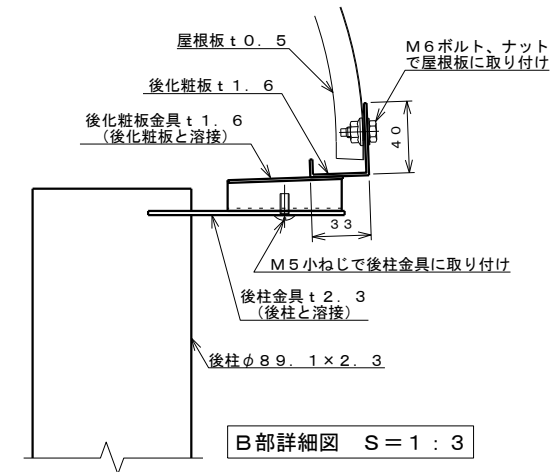 屋根板ｔ０．５
Ｍ６ボルト、ナット
で屋根板に取り付け
後化粧板ｔ１．６
後化粧板金具ｔ１．６
（後化粧板と溶接）
４０
３３
Ｍ５小ねじで後柱金具に取り付け
後柱金具ｔ２．３
（後柱と溶接）
後柱φ８９．１×２．３
Ｂ部詳細図　Ｓ＝１：３